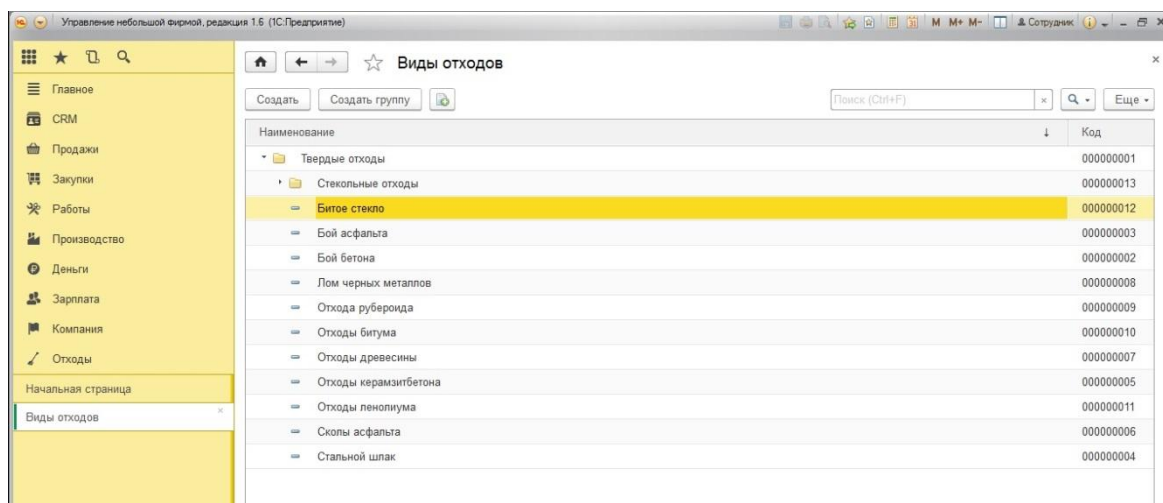 Управление небольшой фирмой, редакция 1.6 (1С:Предприятие)
M M+ M- Сотрудник
Главное
CRM
Продажи
Закупки
Работы
Производство
Деньги
Зарплата
Компания
Отходы
Начальная страница
Виды отходов
Виды отходов
Создать Создать группу Поиск (Ctrl+F) Еще
Наименование Код
Твердые отходы 000000001
Стекольные отходы 000000013
Битое стекло 000000012
Бой асфальта 000000003
Бой бетона 000000002
Лом черных металлов 000000008
Отхода рубероида 000000009
Отходы битума 000000010
Отходы древесины 000000007
Отходы керамзитбетона 000000005
Отходы ленолиума 000000011
Сколы асфальта 000000006
Стальной шлак 000000004